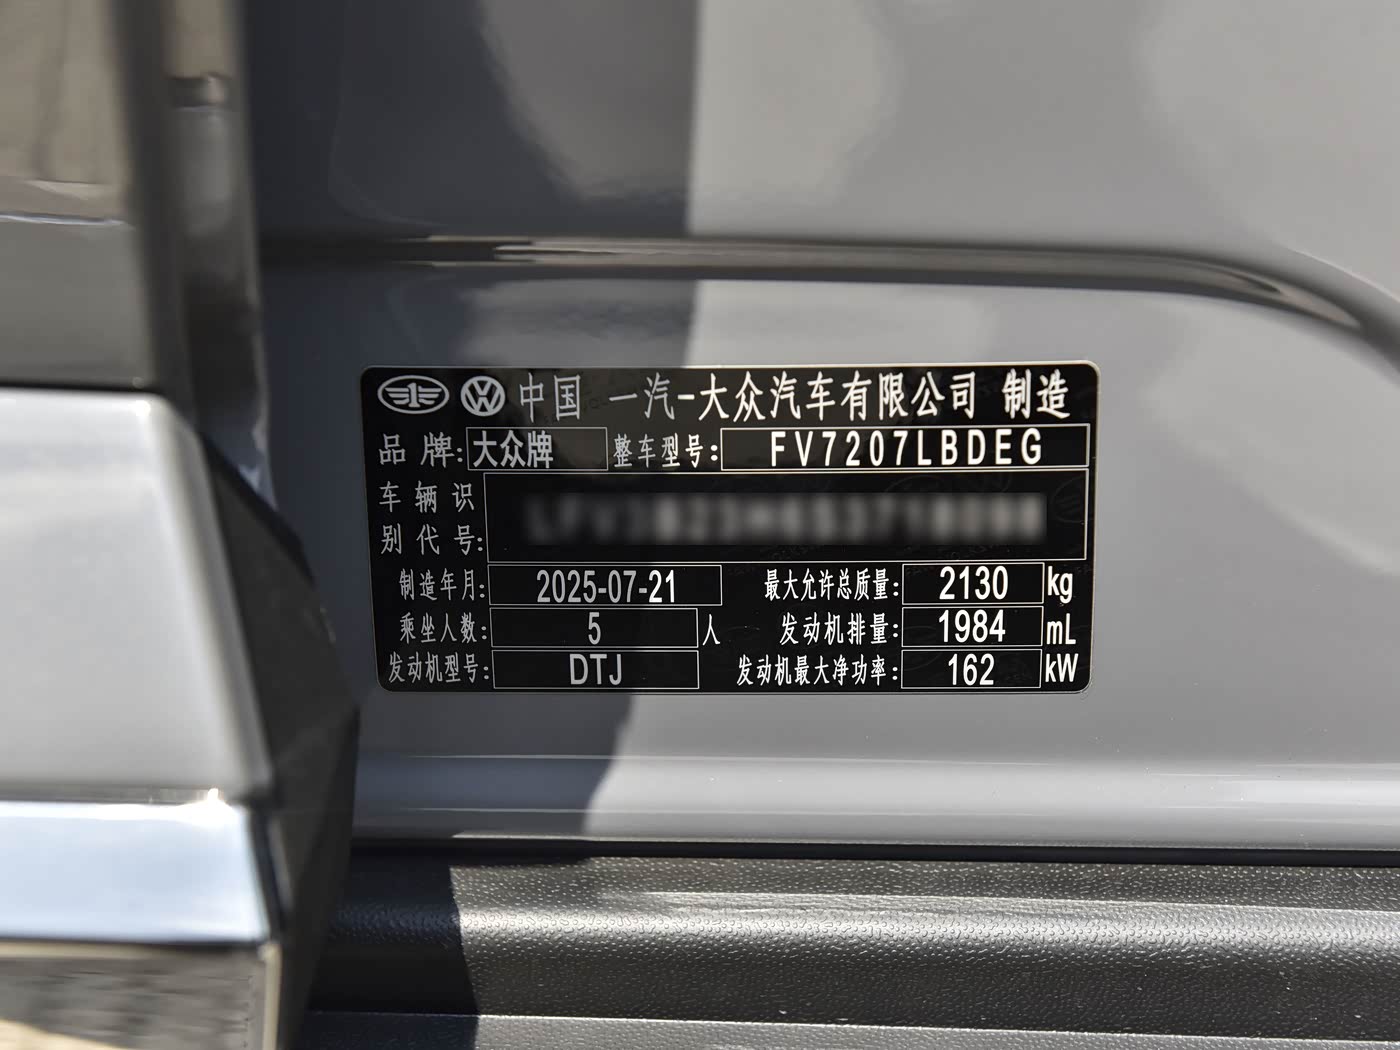 中国 一汽-大众汽车有限公司 制造
品牌: 大众牌 整车型号: FV7207LBDEG
车辆识
别代号:
制造年月: 2025-07-21 最大允许总质量: 2130 kg
乘坐人数: 5 人 发动机排量: 1984 mL
发动机型号: DTJ 发动机最大净功率: 162 kW